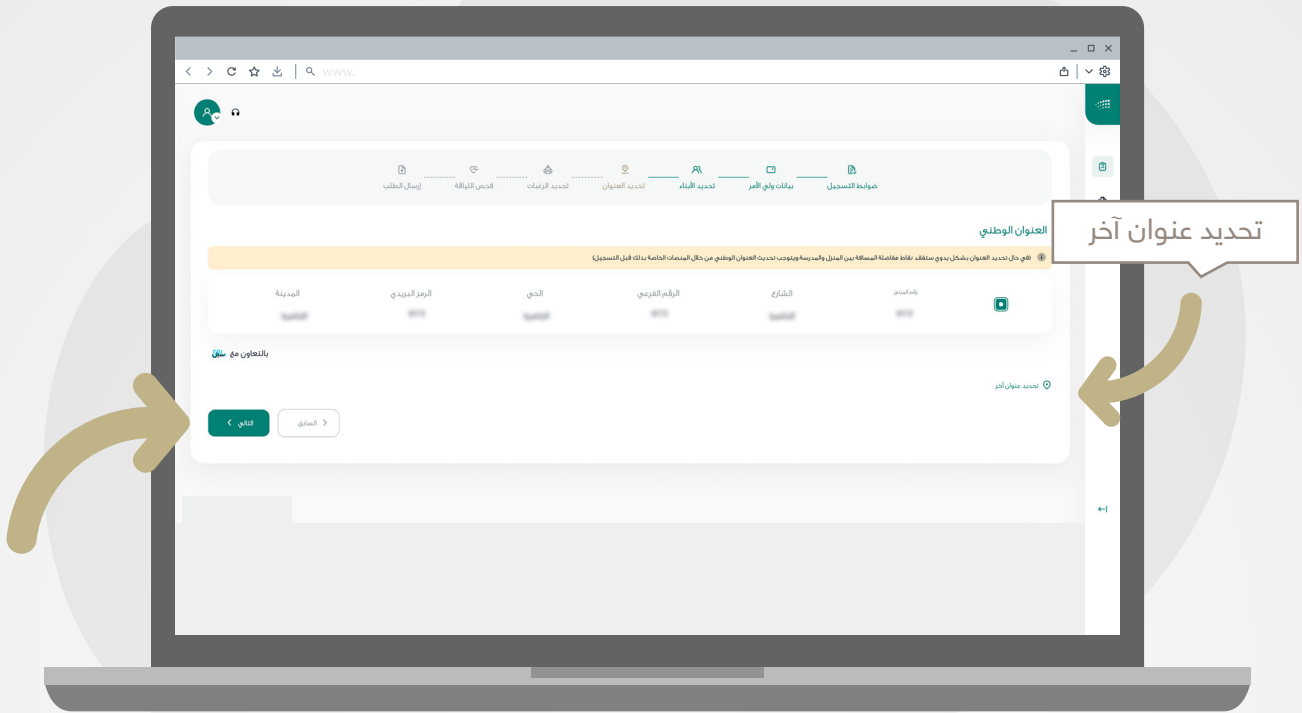 www.
ضوابط التسجيل
بيانات ولي الأمر
تحديد الأبناء
تحديد العنوان
تحديد الرغبات
فحص اللياقة
إرسال الطلب
تحديد عنوان آخر
العنوان الوطني
(في حال تحديد العنوان بشكل يدوي ستفقد نقاط مفاضلة المسافة بين المنزل والمدرسة ويتوجب تحديث العنوان الوطني من خلال المنصات الخاصة بذلك قبل التسجيل)
رقم المبنى
الشارع
الرقم الفرعي
الحي
الرمز البريدي
المدينة
بالتعاون مع سبل
تحديد عنوان آخر
السابق
التالي